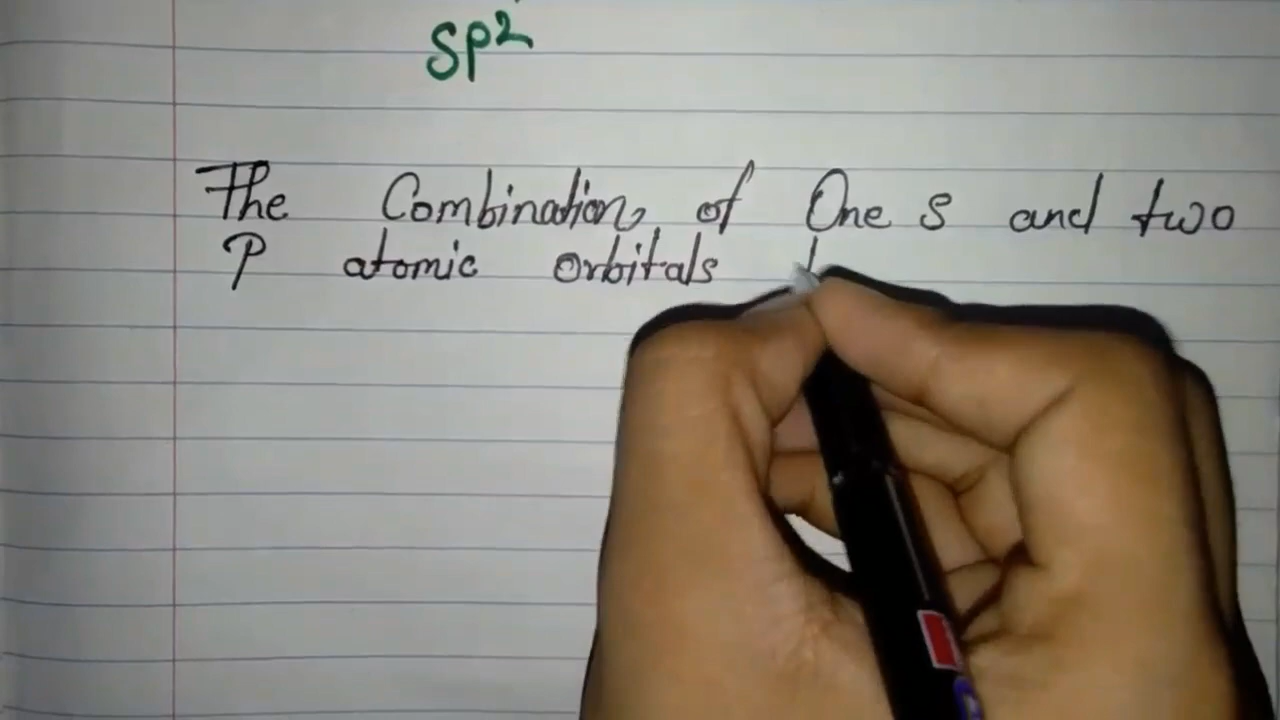 sp²
The Combination of One s and two
P atomic orbitals